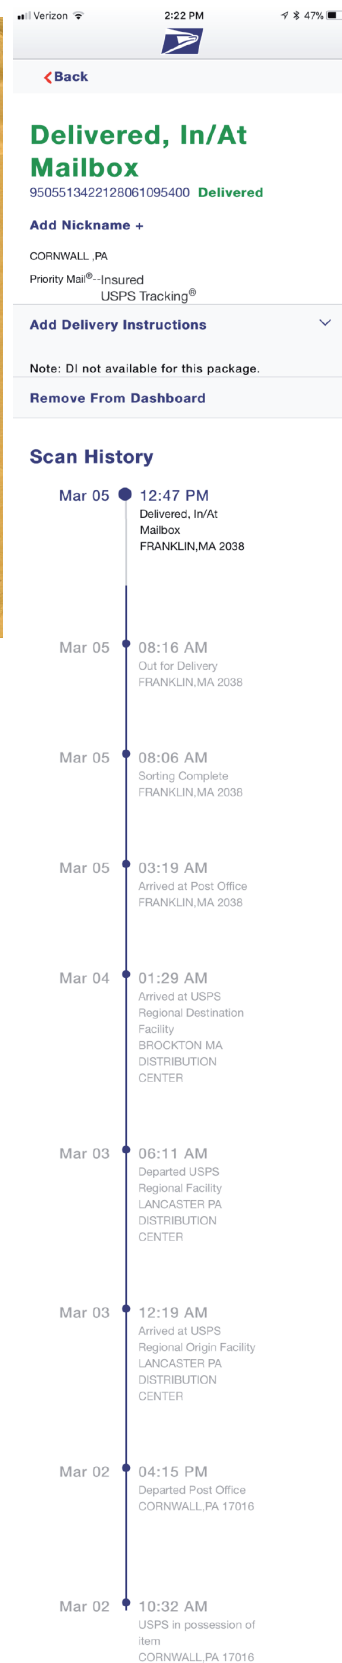 Verizon 2:22 PM 47%
Back
Delivered, In/At
Mailbox
9505513422128061095400 Delivered
Add Nickname +
CORNWALL ,PA
Priority Mail®--Insured
USPS Tracking®
Add Delivery Instructions
Note: DI not available for this package.
Remove From Dashboard
Scan History
Mar 05 12:47 PM
Delivered, In/At
Mailbox
FRANKLIN,MA 2038
Mar 05 08:16 AM
Out for Delivery
FRANKLIN,MA 2038
Mar 05 08:06 AM
Sorting Complete
FRANKLIN,MA 2038
Mar 05 03:19 AM
Arrived at Post Office
FRANKLIN,MA 2038
Mar 04 01:29 AM
Arrived at USPS
Regional Destination
Facility
BROCKTON MA
DISTRIBUTION
CENTER
Mar 03 06:11 AM
Departed USPS
Regional Facility
LANCASTER PA
DISTRIBUTION
CENTER
Mar 03 12:19 AM
Arrived at USPS
Regional Origin Facility
LANCASTER PA
DISTRIBUTION
CENTER
Mar 02 04:15 PM
Departed Post Office
CORNWALL,PA 17016
Mar 02 10:32 AM
USPS in possession of
item
CORNWALL,PA 17016